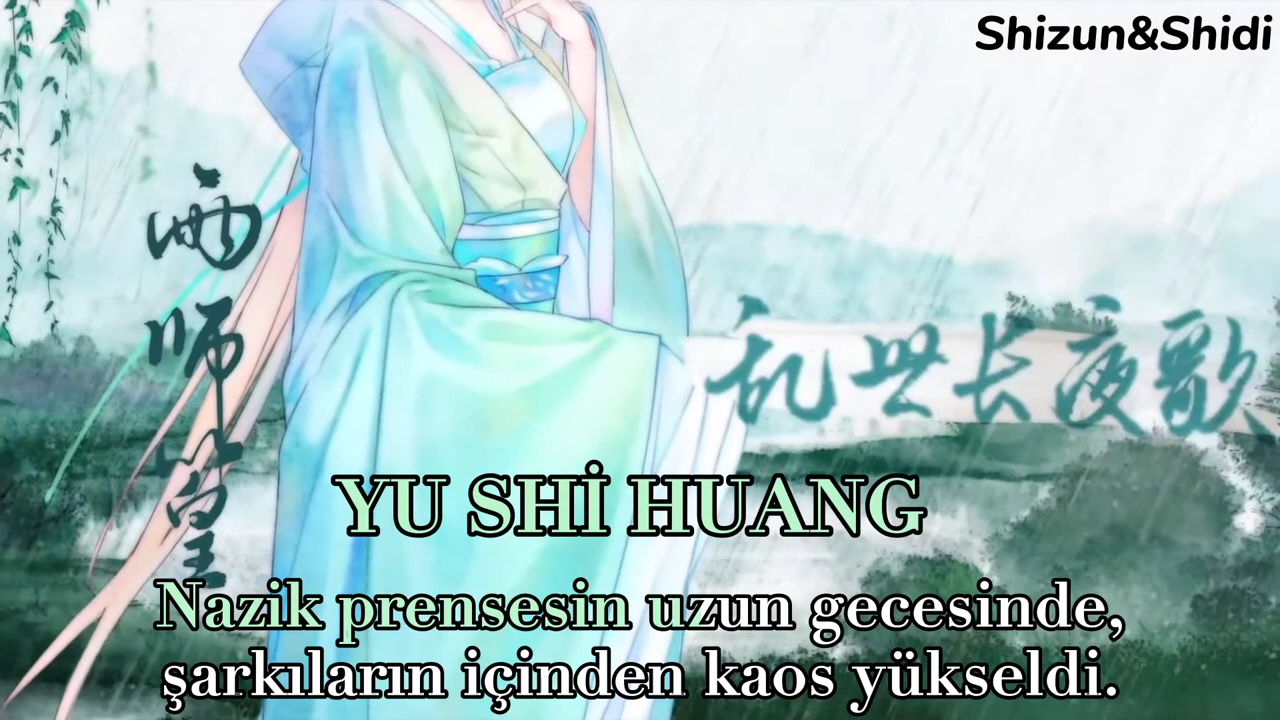 Shizun&Shidi
雨师篁
乱世长夜歌
YU SHİ HUANG
Nazik prensesin uzun gecesinde,
şarkıların içinden kaos yükseldi.